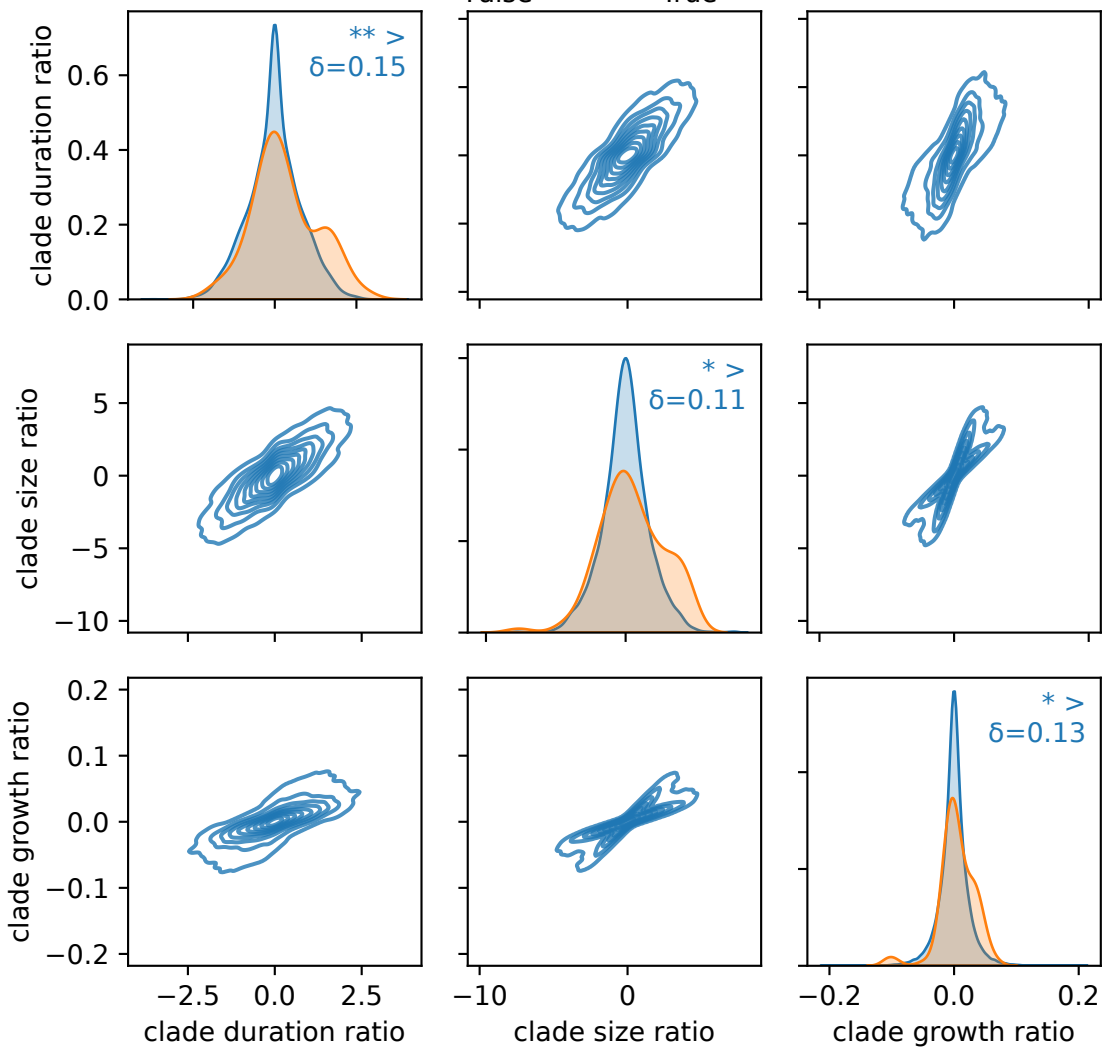 ** >
δ=0.15
clade duration ratio
0.6
0.4
0.2
0.0
* >
δ=0.11
clade size ratio
5
0
−5
−10
* >
δ=0.13
clade growth ratio
0.2
0.1
0.0
−0.1
−0.2
−2.5 0.0 2.5
−10 0
−0.2 0.0 0.2
clade duration ratio
clade size ratio
clade growth ratio